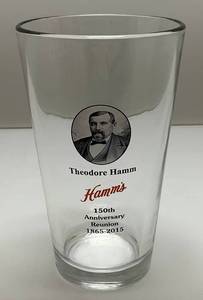 Theodore Hamm
Hamm's
150th
Anniversary
Reunion
1865-2015